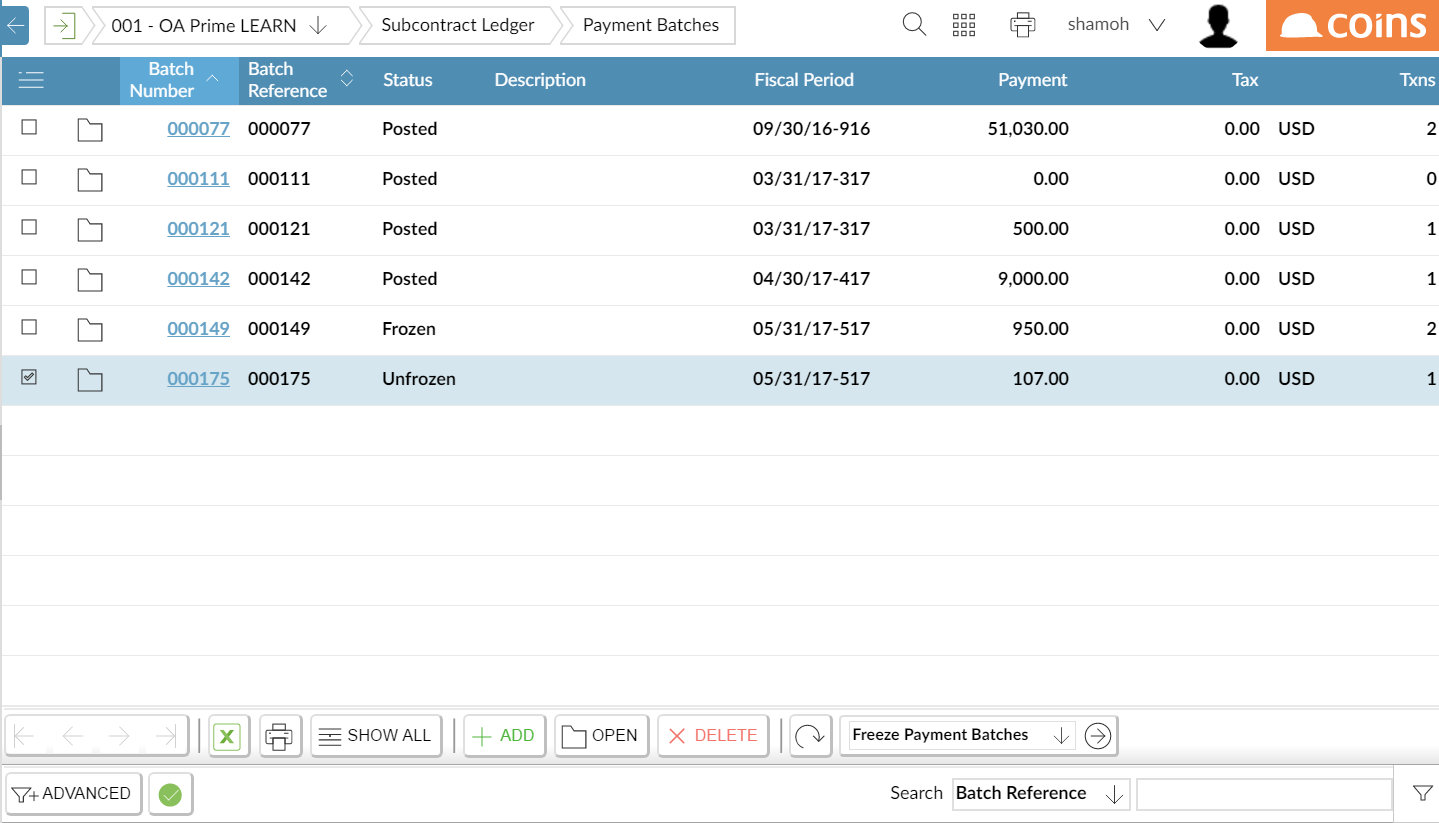 001 - OA Prime LEARN Subcontract Ledger Payment Batches shamoh coins
Batch Number Batch Reference Status Description Fiscal Period Payment Tax Txns
000077 000077 Posted 09/30/16-916 51,030.00 0.00 USD 2
000111 000111 Posted 03/31/17-317 0.00 0.00 USD 0
000121 000121 Posted 03/31/17-317 500.00 0.00 USD 1
000142 000142 Posted 04/30/17-417 9,000.00 0.00 USD 1
000149 000149 Frozen 05/31/17-517 950.00 0.00 USD 2
000175 000175 Unfrozen 05/31/17-517 107.00 0.00 USD 1
X SHOW ALL ADD OPEN DELETE Freeze Payment Batches
ADVANCED Search Batch Reference